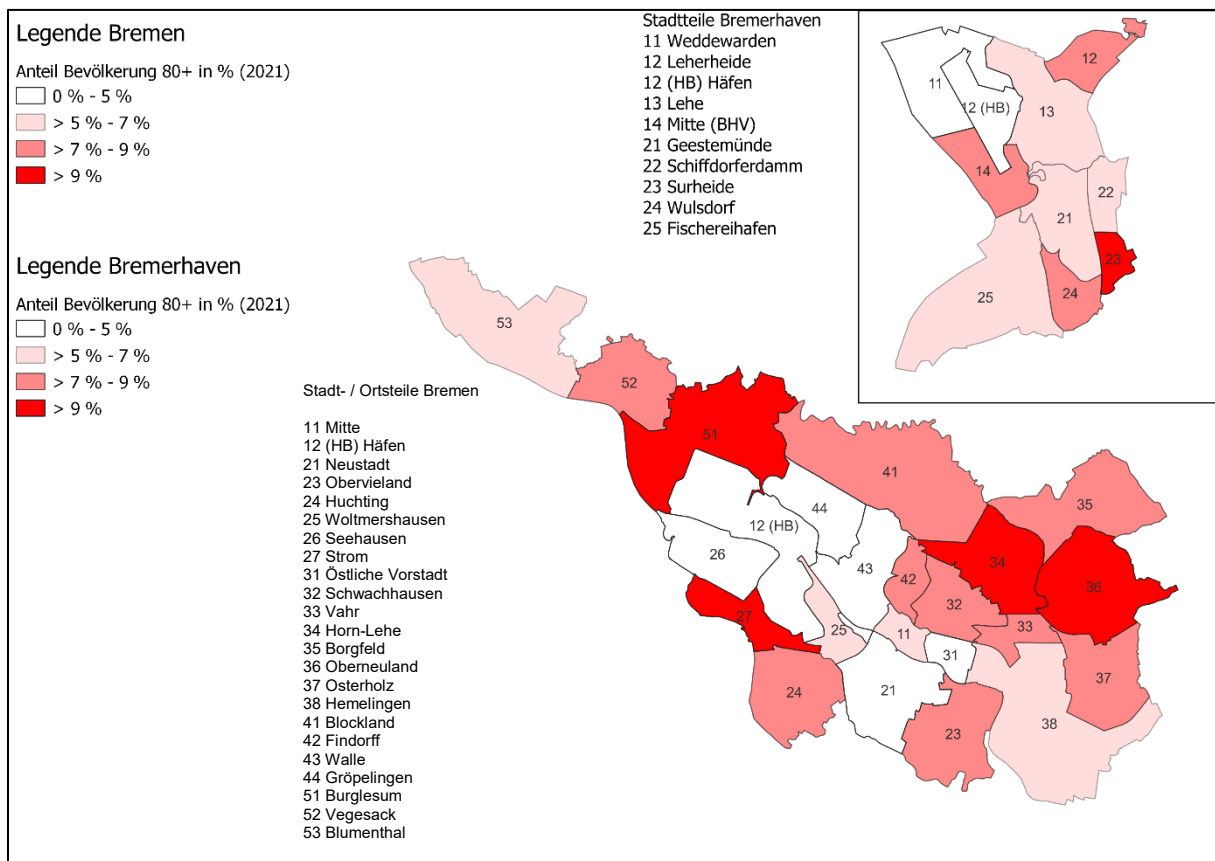 Legende Bremen
Anteil Bevölkerung 80+ in % (2021)
0 % - 5 %
> 5 % - 7 %
> 7 % - 9 %
> 9 %
Legende Bremerhaven
Anteil Bevölkerung 80+ in % (2021)
0 % - 5 %
> 5 % - 7 %
> 7 % - 9 %
> 9 %
Stadtteile Bremerhaven
11 Weddewarden
12 Leherheide
12 (HB) Häfen
13 Lehe
14 Mitte (BHV)
21 Geestemünde
22 Schiffdorferdamm
23 Surheide
24 Wulsdorf
25 Fischereihafen
12
11
12 (HB)
13
14
22
21
23
24
25
Stadt- / Ortsteile Bremen
11 Mitte
12 (HB) Häfen
21 Neustadt
23 Obervieland
24 Huchting
25 Woltmershausen
26 Seehausen
27 Strom
31 Östliche Vorstadt
32 Schwachhausen
33 Vahr
34 Horn-Lehe
35 Borgfeld
36 Oberneuland
37 Osterholz
38 Hemelingen
41 Blockland
42 Findorff
43 Walle
44 Gröpelingen
51 Burglesum
52 Vegesack
53 Blumenthal
53
52
51
41
35
44
12 (HB)
26
43
34
42
36
32
27
25
11
33
31
37
24
21
38
23